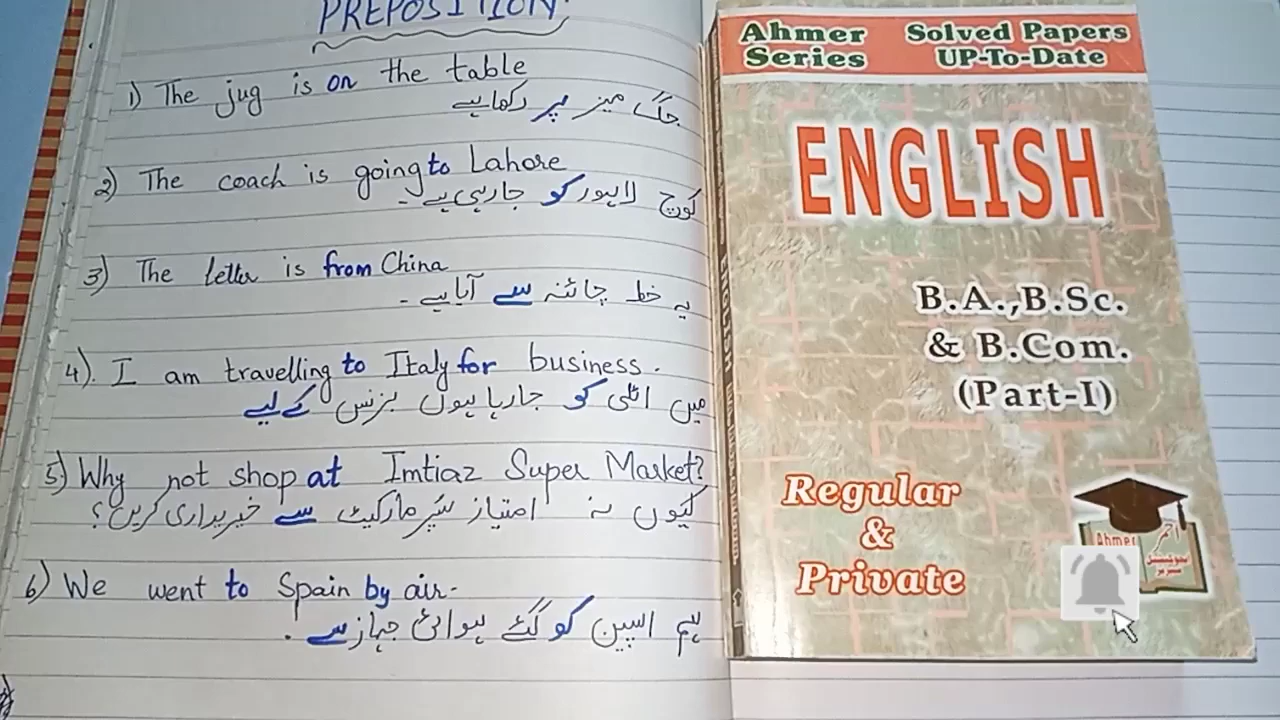 PREPOSITION
1) The jug is on the table
جگ میز پر رکھا ہے
2) The coach is going to Lahore
کوچ لاہور کو جا رہی ہے۔
3) The letter is from China
یہ خط چائنہ سے آیا ہے۔
4). I am travelling to Italy for business.
میں اٹلی کو جا رہا ہوں بزنس کے لیے
5) Why not shop at Imtiaz Super Market?
کیوں نہ امتیاز سپر مارکیٹ سے خریداری کریں؟
6) We went to Spain by air.
ہم اسپین کو گئے ہوائی جہاز سے۔
Ahmer Series
Solved Papers
UP-To-Date
ENGLISH
B.A.,B.Sc.
& B.Com.
(Part-I)
Regular
&
Private
Ahmer
احمر